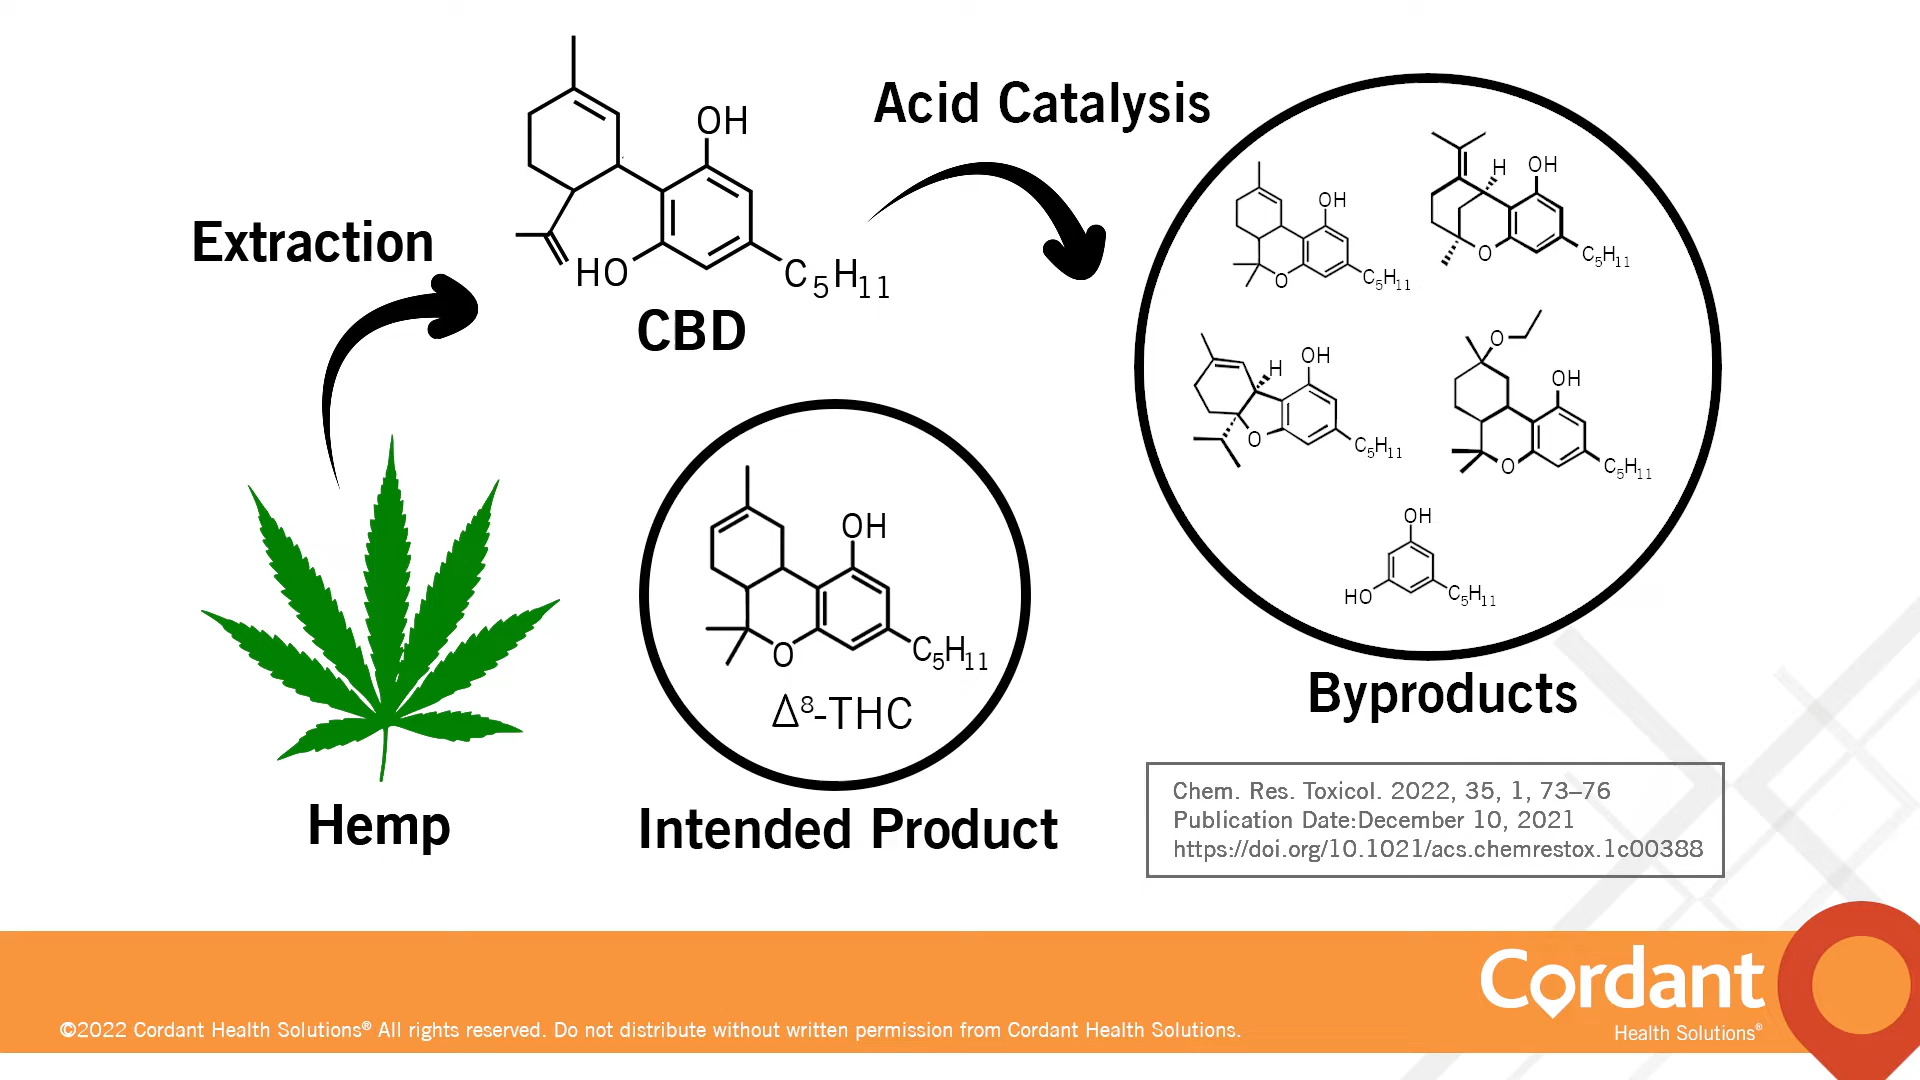 Extraction
OH
HO
C5H11
CBD
Acid Catalysis
OH
O
C5H11
H
OH
O
C5H11
H
OH
O
C5H11
O
OH
O
C5H11
OH
HO
C5H11
Byproducts
OH
O
C5H11
Δ⁸-THC
Intended Product
Hemp
Chem. Res. Toxicol. 2022, 35, 1, 73–76
Publication Date:December 10, 2021
https://doi.org/10.1021/acs.chemrestox.1c00388
©2022 Cordant Health Solutions® All rights reserved. Do not distribute without written permission from Cordant Health Solutions.
Cordant
Health Solutions®